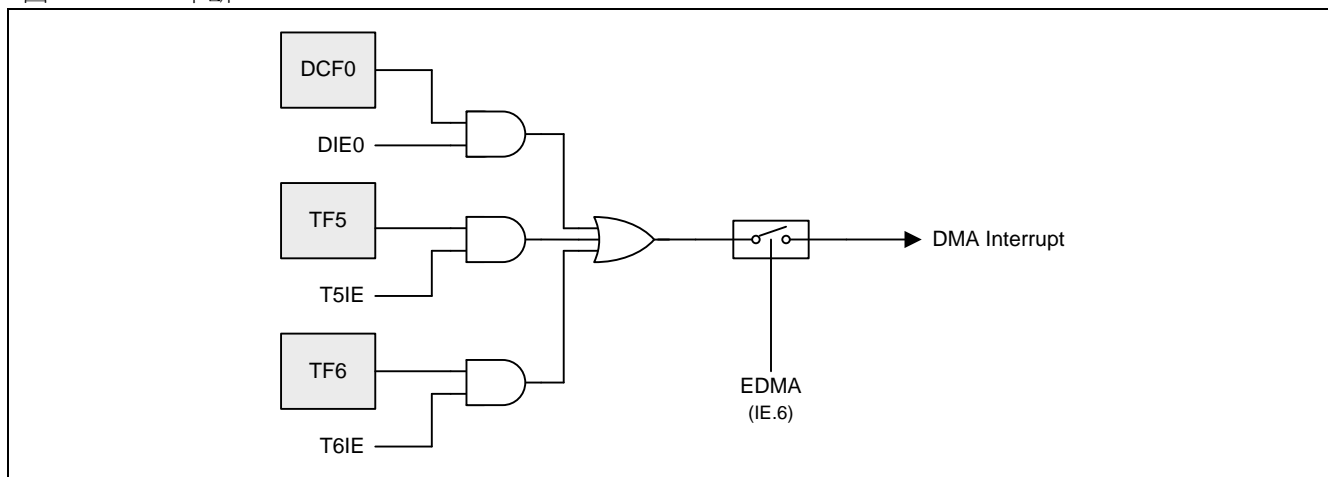 DCF0
DIE0
TF5
T5IE
TF6
T6IE
EDMA
(IE.6)
DMA Interrupt